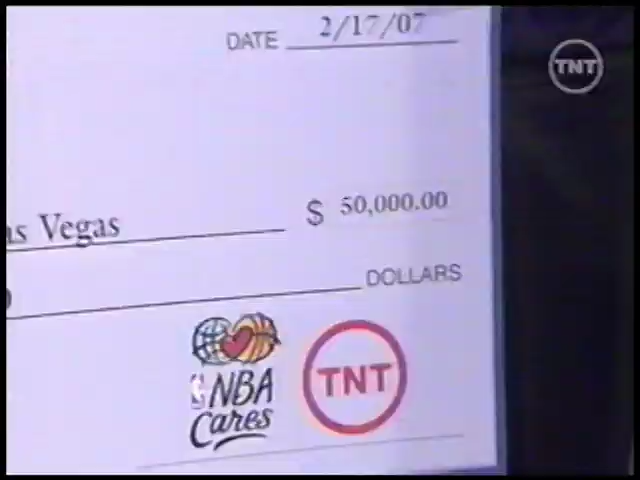 DATE 2/17/07
TNT
as Vegas $ 50,000.00
DOLLARS
NBA
Cares
TNT